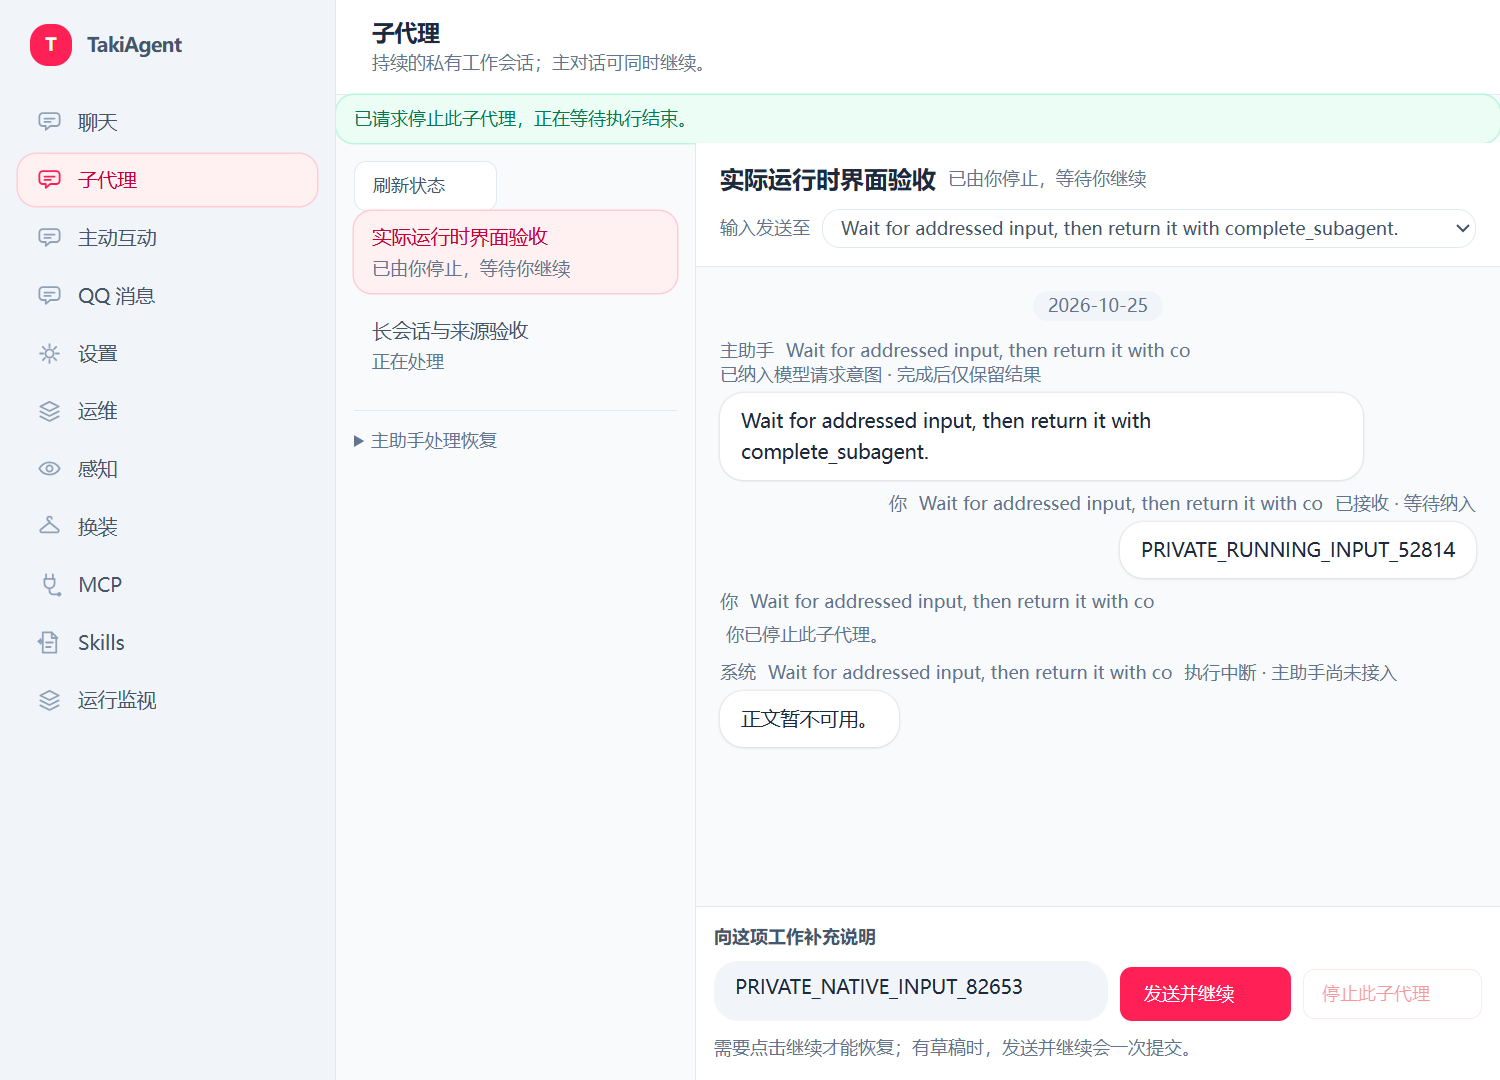 T TakiAgent
聊天
子代理
主动互动
QQ 消息
设置
运维
感知
换装
MCP
Skills
运行监视
子代理
持续的私有工作会话；主对话可同时继续。
已请求停止此子代理，正在等待执行结束。
刷新状态
实际运行时界面验收
已由你停止，等待你继续
长会话与来源验收
正在处理
主助手处理恢复
实际运行时界面验收 已由你停止，等待你继续
输入发送至 Wait for addressed input, then return it with complete_subagent.
2026-10-25
主助手 Wait for addressed input, then return it with co
已纳入模型请求意图 · 完成后仅保留结果
Wait for addressed input, then return it with
complete_subagent.
你 Wait for addressed input, then return it with co 已接收 · 等待纳入
PRIVATE_RUNNING_INPUT_52814
你 Wait for addressed input, then return it with co
你已停止此子代理。
系统 Wait for addressed input, then return it with co 执行中断 · 主助手尚未接入
正文暂不可用。
向这项工作补充说明
PRIVATE_NATIVE_INPUT_82653
发送并继续
停止此子代理
需要点击继续才能恢复；有草稿时，发送并继续会一次提交。